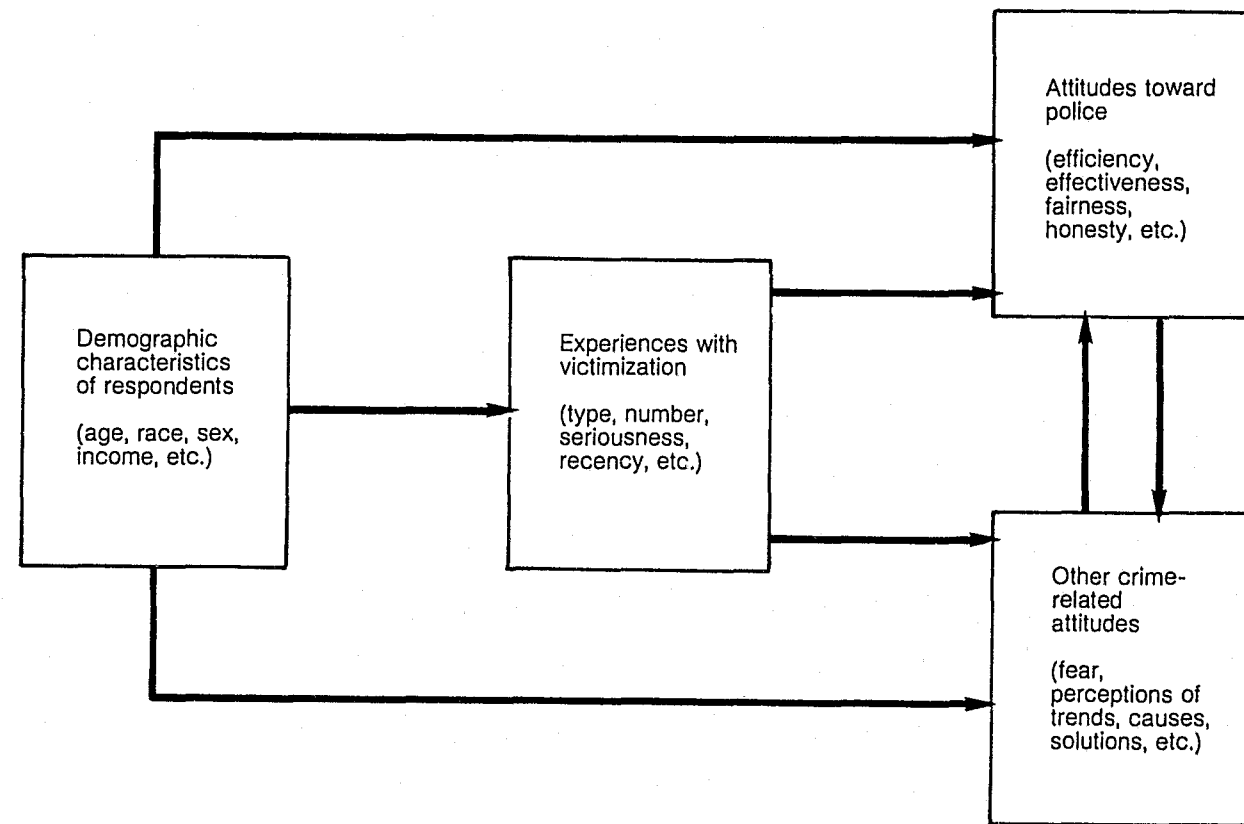 Attitudes toward
police
(efficiency,
effectiveness,
fairness,
honesty, etc.)
Demographic
characteristics
of respondents
(age, race, sex,
income, etc.)
Experiences with
victimization
(type, number,
seriousness,
recency, etc.)
Other crime-
related
attitudes
(fear,
perceptions of
trends, causes,
solutions, etc.)